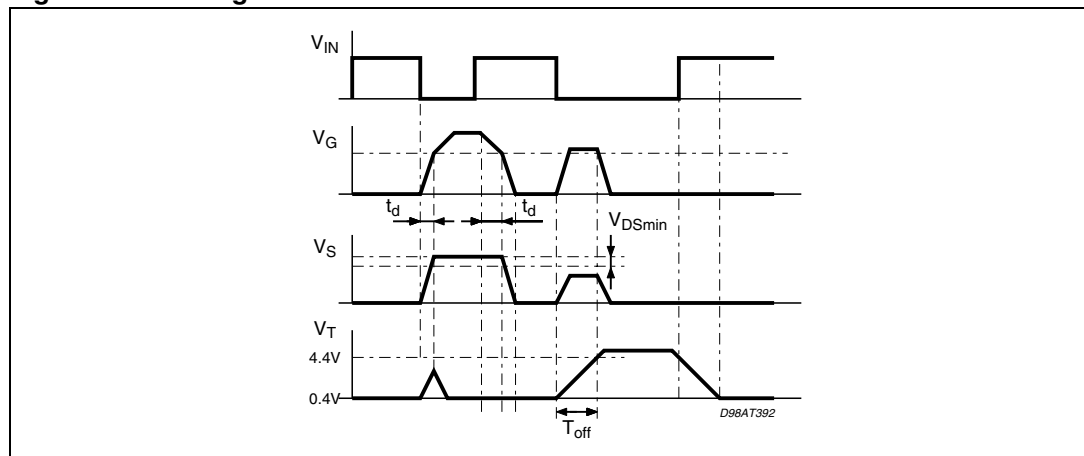 V_IN
V_G
t_d
t_d
V_DSmin
V_S
V_T
4.4V
0.4V
D98AT392
T_off